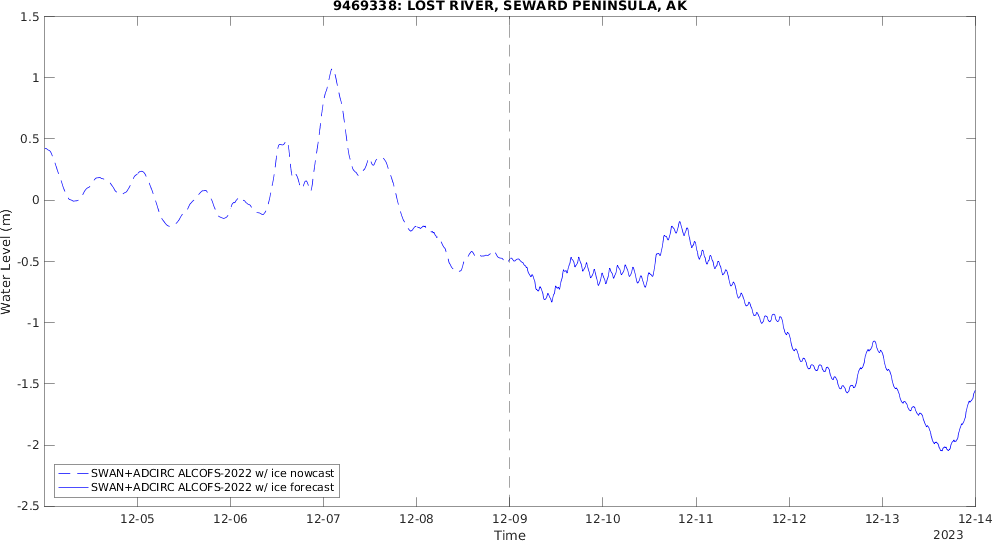 9469338: LOST RIVER, SEWARD PENINSULA, AK
1.5
1
0.5
0
-0.5
-1
-1.5
-2
-2.5
Water Level (m)
SWAN+ADCIRC ALCOFS-2022 w/ ice nowcast
SWAN+ADCIRC ALCOFS-2022 w/ ice forecast
12-05 12-06 12-07 12-08 12-09 12-10 12-11 12-12 12-13 12-14
Time
2023